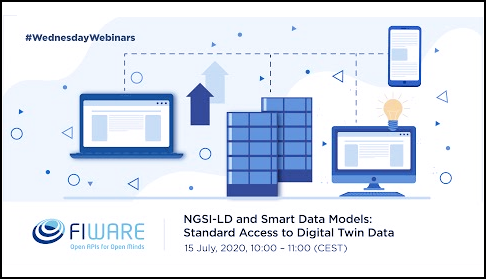 #WednesdayWebinars
FIWARE
Open APIs for Open Minds
NGSI-LD and Smart Data Models:
Standard Access to Digital Twin Data
15 July, 2020, 10:00 – 11:00 (CEST)